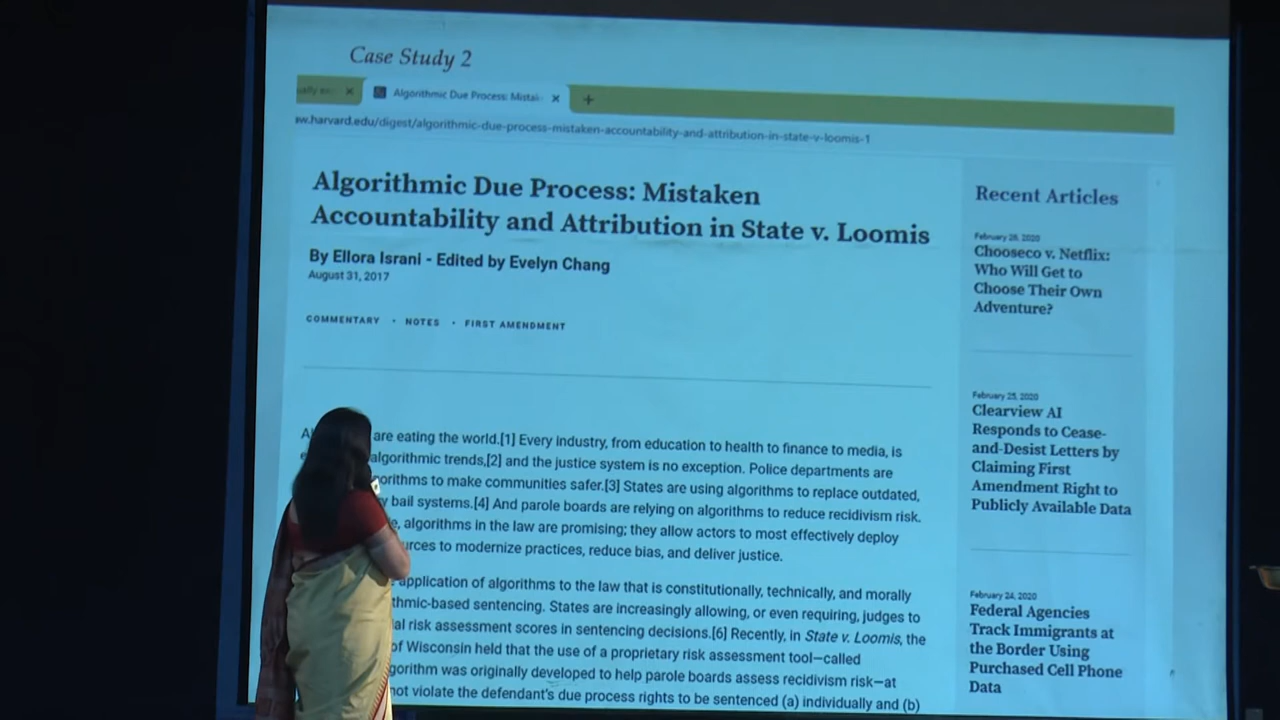 Case Study 2
Algorithmic Due Process: Mistak
w.harvard.edu/digest/algorithmic-due-process-mistaken-accountability-and-attribution-in-state-v-loomis-1
Algorithmic Due Process: Mistaken
Accountability and Attribution in State v. Loomis
By Ellora Israni - Edited by Evelyn Chang
August 31, 2017
COMMENTARY • NOTES • FIRST AMENDMENT
are eating the world.[1] Every industry, from education to health to finance to media, is
algorithmic trends,[2] and the justice system is no exception. Police departments are
orithms to make communities safer.[3] States are using algorithms to replace outdated,
bail systems.[4] And parole boards are relying on algorithms to reduce recidivism risk.
algorithms in the law are promising; they allow actors to most effectively deploy
urces to modernize practices, reduce bias, and deliver justice.
application of algorithms to the law that is constitutionally, technically, and morally
thmic-based sentencing. States are increasingly allowing, or even requiring, judges to
al risk assessment scores in sentencing decisions.[6] Recently, in State v. Loomis, the
of Wisconsin held that the use of a proprietary risk assessment tool—called
gorithm was originally developed to help parole boards assess recidivism risk—at
not violate the defendant's due process rights to be sentenced (a) individually and (b)
Recent Articles
February 26, 2020
Chooseco v. Netflix:
Who Will Get to
Choose Their Own
Adventure?
February 25, 2020
Clearview AI
Responds to Cease-
and-Desist Letters by
Claiming First
Amendment Right to
Publicly Available Data
February 24, 2020
Federal Agencies
Track Immigrants at
the Border Using
Purchased Cell Phone
Data